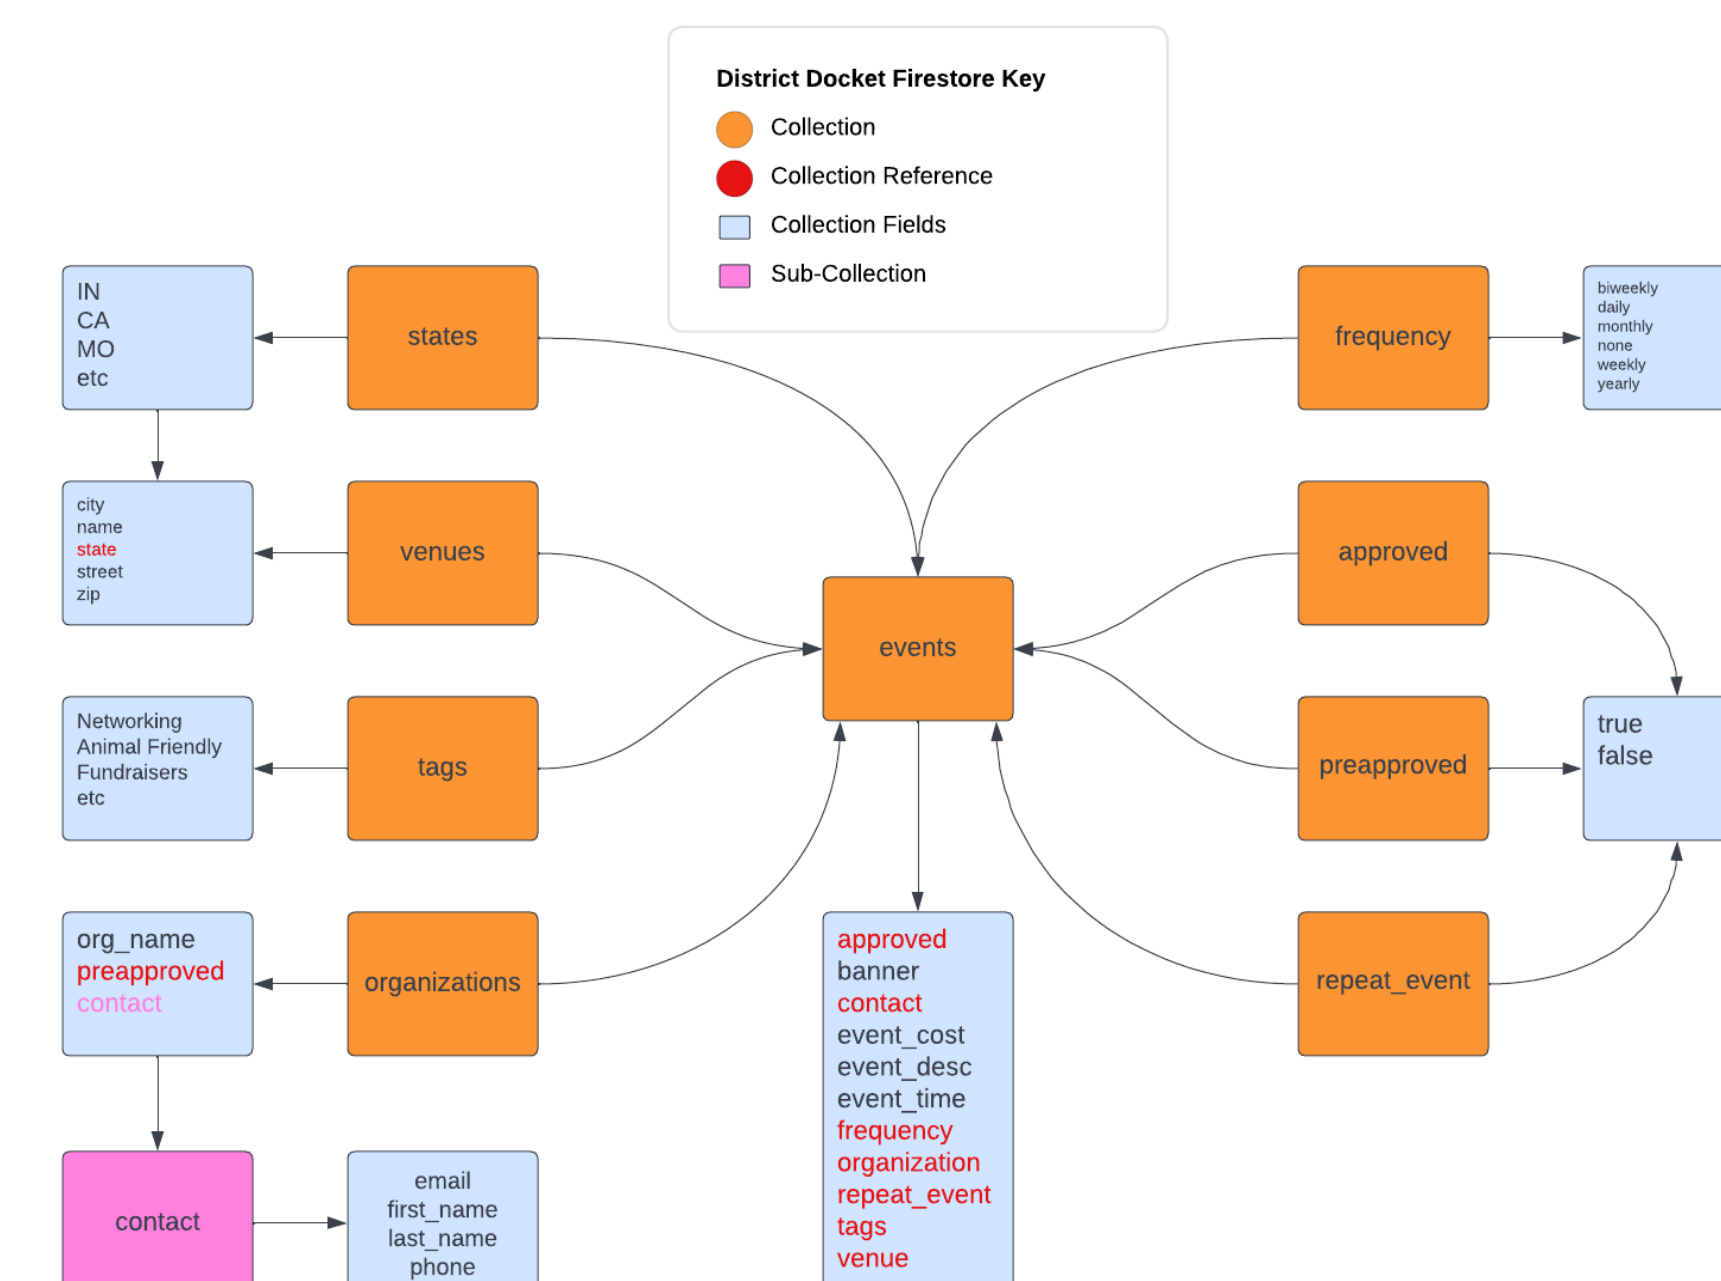 District Docket Firestore Key
Collection
Collection Reference
Collection Fields
Sub-Collection
IN
CA
MO
etc
states
frequency
biweekly
daily
monthly
none
weekly
yearly
city
name
state
street
zip
venues
approved
events
Networking
Animal Friendly
Fundraisers
etc
tags
preapproved
true
false
org_name
preapproved
contact
organizations
approved
banner
contact
event_cost
event_desc
event_time
frequency
organization
repeat_event
tags
venue
repeat_event
contact
email
first_name
last_name
phone